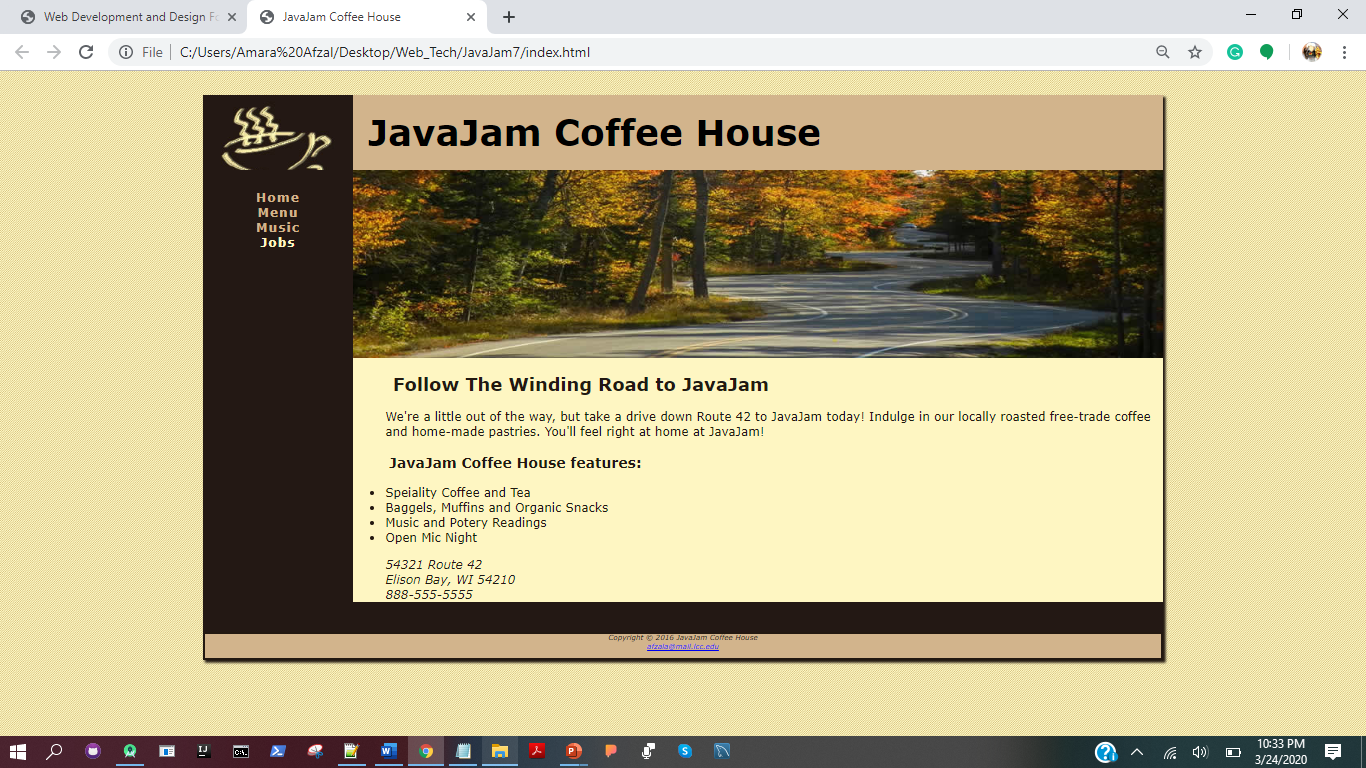 Web Development and Design Fo
JavaJam Coffee House
File
C:/Users/Amara%20Afzal/Desktop/Web_Tech/JavaJam7/index.html
JavaJam Coffee House
Home
Menu
Music
Jobs
Follow The Winding Road to JavaJam
We're a little out of the way, but take a drive down Route 42 to JavaJam today! Indulge in our locally roasted free-trade coffee
and home-made pastries. You'll feel right at home at JavaJam!
JavaJam Coffee House features:
Speiality Coffee and Tea
Baggels, Muffins and Organic Snacks
Music and Potery Readings
Open Mic Night
54321 Route 42
Elison Bay, WI 54210
888-555-5555
Copyright © 2016 JavaJam Coffee House
afzala@mail.lcc.edu
10:33 PM
3/24/2020